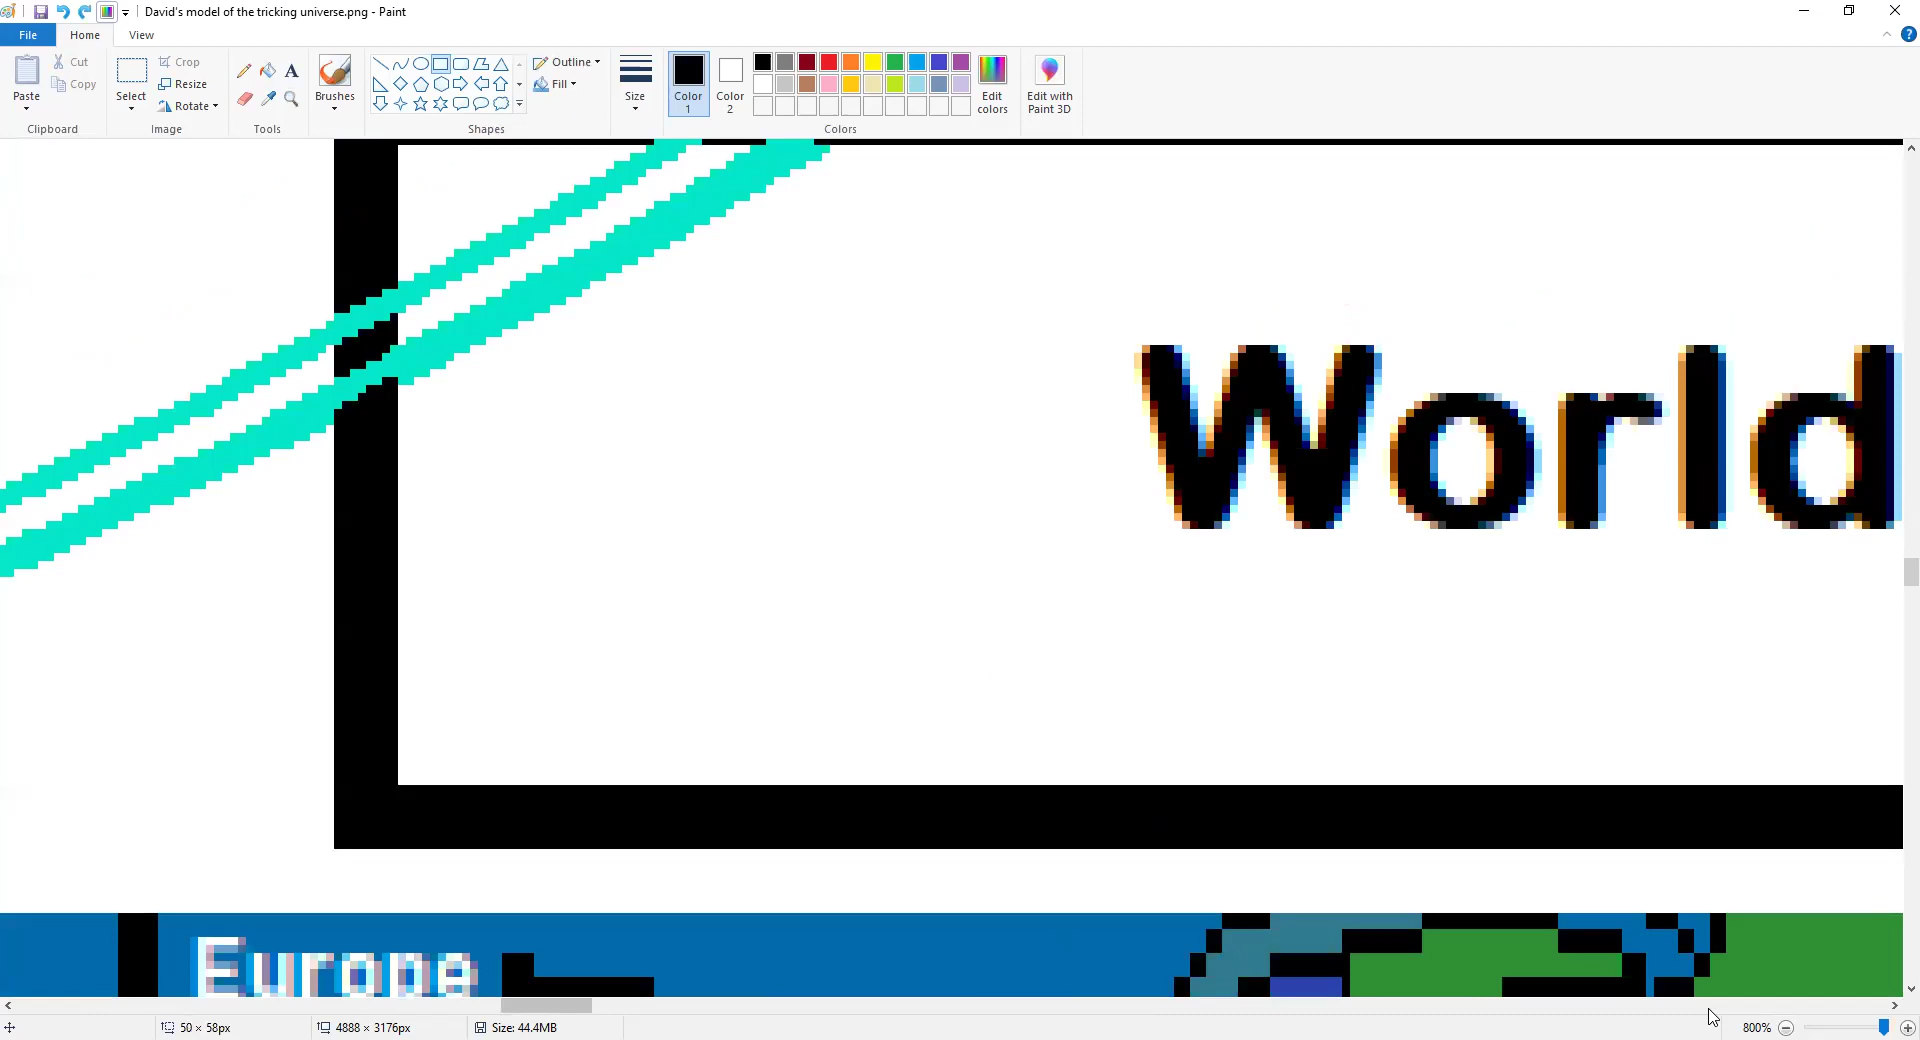 David's model of the tricking universe.png - Paint
File Home View
Paste Cut Copy Clipboard
Select Crop Resize Rotate Image
Tools
Brushes
Outline Fill Shapes
Size
Color 1 Color 2 Edit colors Colors
Edit with Paint 3D
World
Europe
50 × 58px 4888 × 3176px Size: 44.4MB 800%